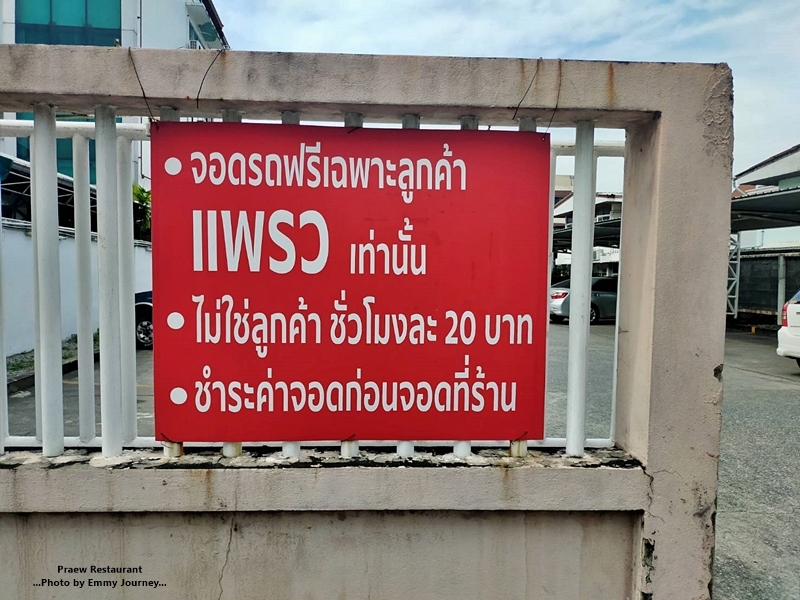 • จอดรถฟรีเฉพาะลูกค้า
แพรว เท่านั้น
• ไม่ใช่ลูกค้า ชั่วโมงละ 20 บาท
• ชำระค่าจอดก่อนจอดที่ร้าน
Praew Restaurant
...Photo by Emmy Journey...